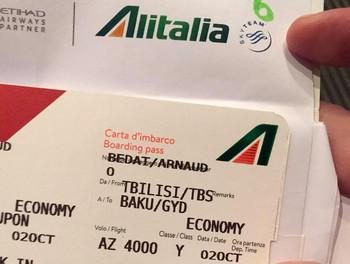 ETIHAD
AIRWAYS
PARTNER
Alitalia
SKYTEAM
Carta d'imbarco
Boarding pass
BEDAT/ARNAUD
O
Da / From TBILISI/TBS Remarks
A / To BAKU/GYD
ECONOMY ECONOMY
UPON Volo / Flight Classe / Class Data / Date Ora partenza
Dep. Time
02OCT AZ 4000 Y 02OCT
K IN